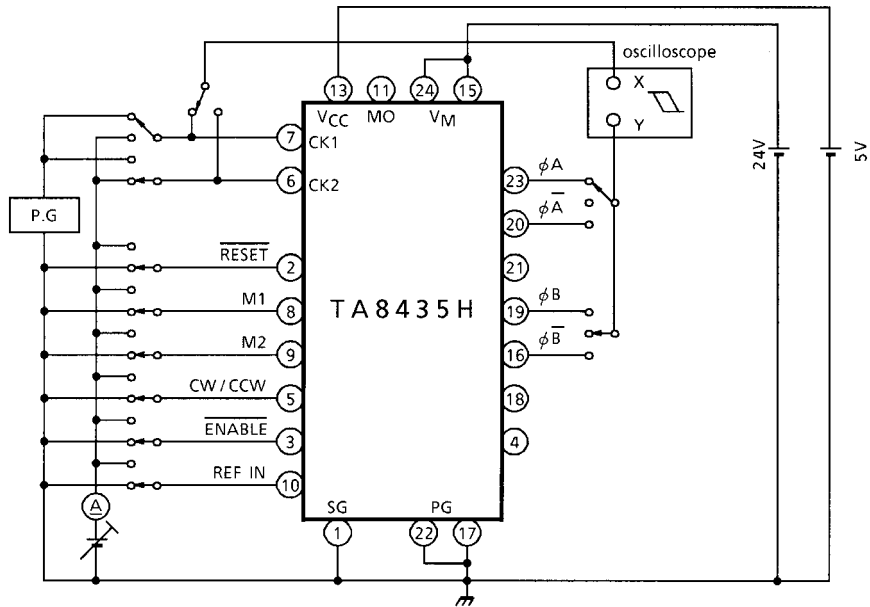 oscilloscope
X
Y
13
11
24
15
VCC
MO
VM
24V
5V
7
CK1
6
CK2
P.G
23
φA
20
φA̅
21
R̅E̅S̅E̅T̅
2
M1
8
TA8435H
19
φB
M2
9
16
φB̅
CW / CCW
5
18
E̅N̅A̅B̅L̅E̅
3
4
REF IN
10
A
SG
PG
1
22
17